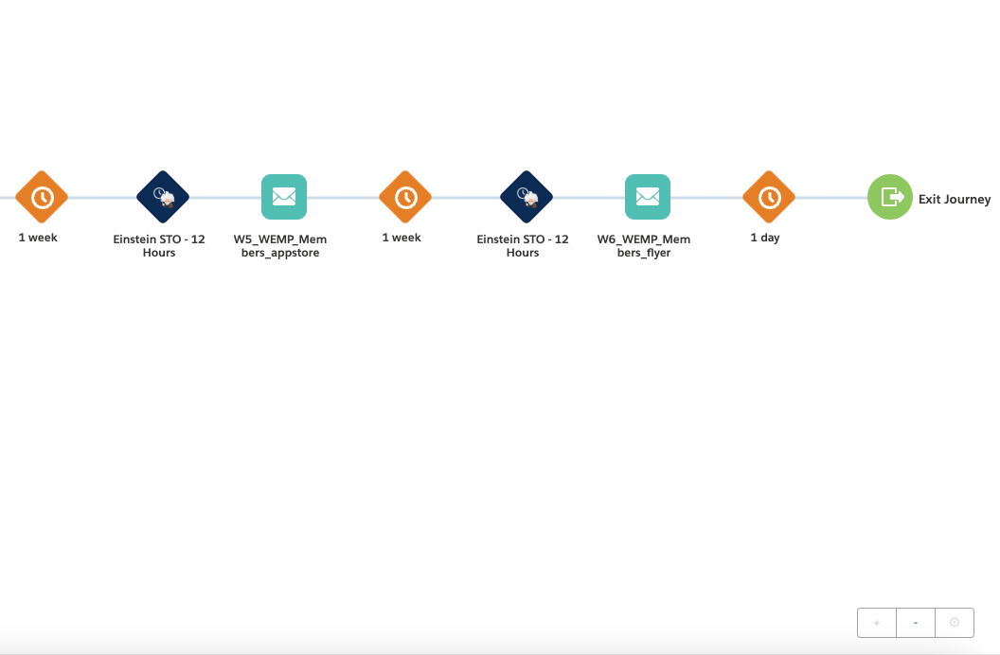 1 week
Einstein STO - 12
Hours
W5_WEMP_Mem
bers_appstore
1 week
Einstein STO - 12
Hours
W6_WEMP_Mem
bers_flyer
1 day
Exit Journey
+
-